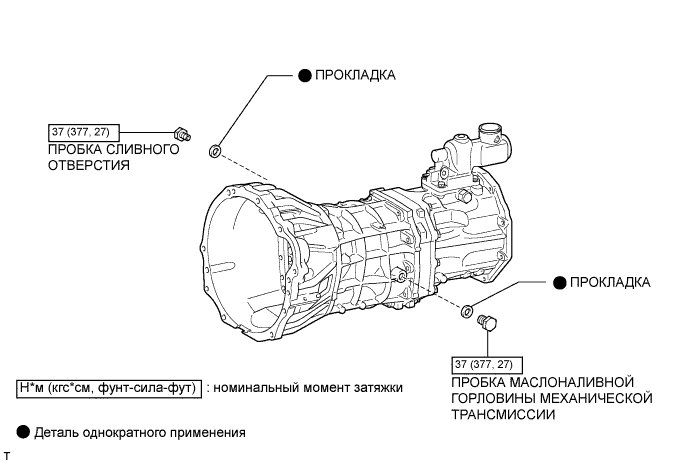 ● ПРОКЛАДКА
37 (377, 27)
ПРОБКА СЛИВНОГО
ОТВЕРСТИЯ
● ПРОКЛАДКА
37 (377, 27)
ПРОБКА МАСЛОНАЛИВНОЙ
ГОРЛОВИНЫ МЕХАНИЧЕСКОЙ
ТРАНСМИССИИ
Н*м (кгс*см, фунт-сила-фут) : номинальный момент затяжки
● Деталь однократного применения
T